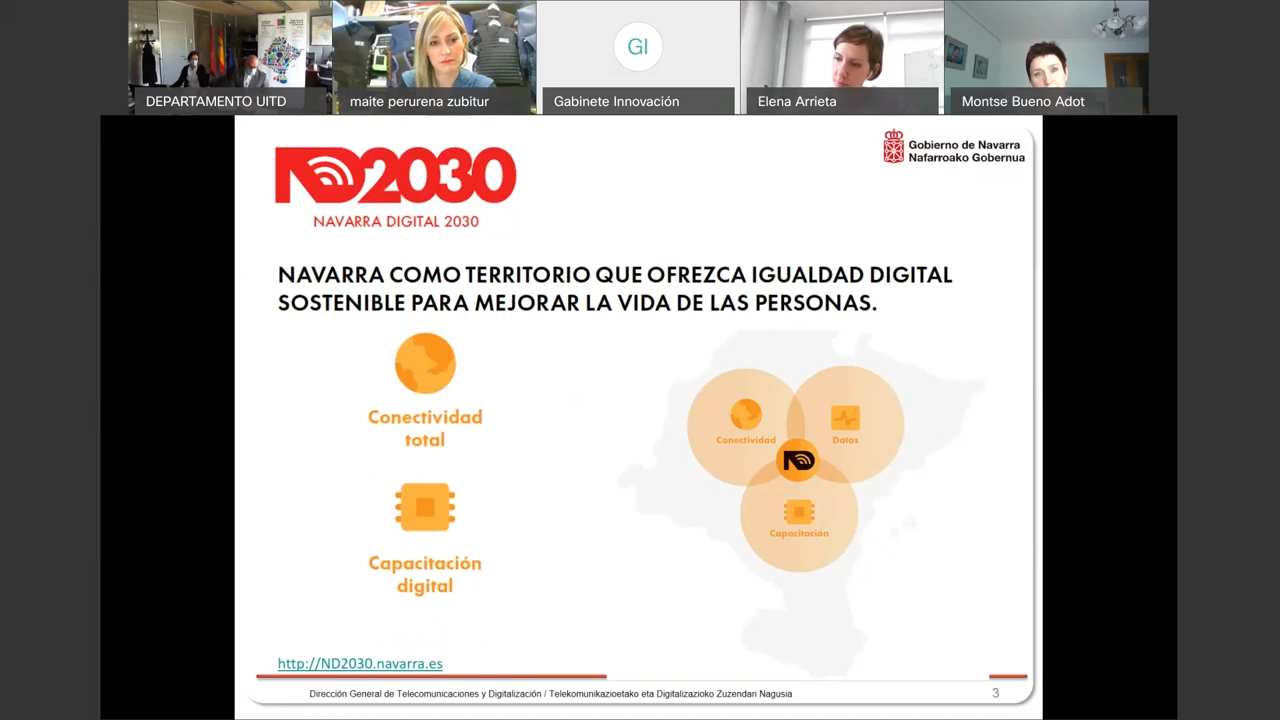 DEPARTAMENTO UITD
maite perurena zubitur
GI
Gabinete Innovación
Elena Arrieta
Montse Bueno Adot
ND2030
NAVARRA DIGITAL 2030
Gobierno de Navarra
Nafarroako Gobernua
NAVARRA COMO TERRITORIO QUE OFREZCA IGUALDAD DIGITAL
SOSTENIBLE PARA MEJORAR LA VIDA DE LAS PERSONAS.
Conectividad
total
Capacitación
digital
Conectividad
Datos
ND
Capacitación
http://ND2030.navarra.es
Dirección General de Telecomunicaciones y Digitalización / Telekomunikazioetako eta Digitalizazioko Zuzendari Nagusia
3